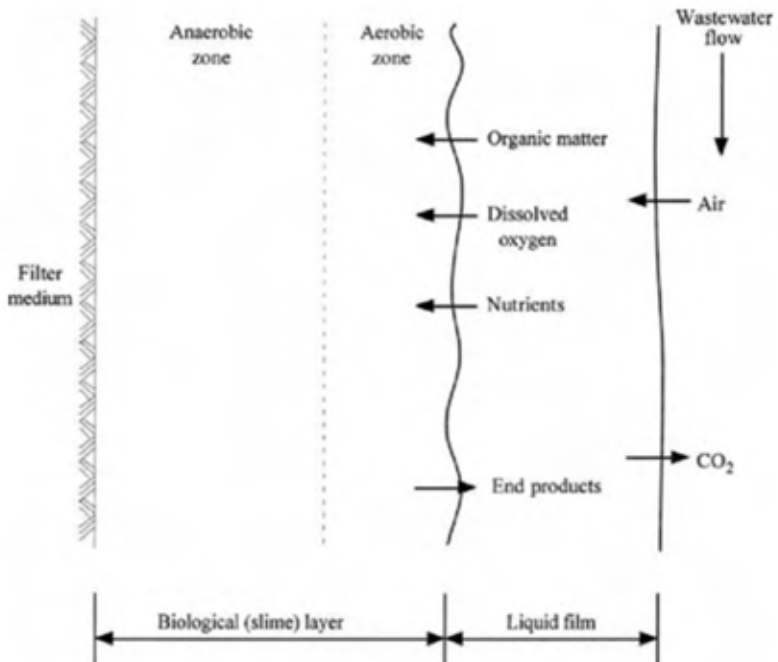 Anaerobic
zone
Aerobic
zone
Wastewater
flow
Organic matter
Air
Dissolved
oxygen
Filter
medium
Nutrients
CO₂
End products
Biological (slime) layer
Liquid film